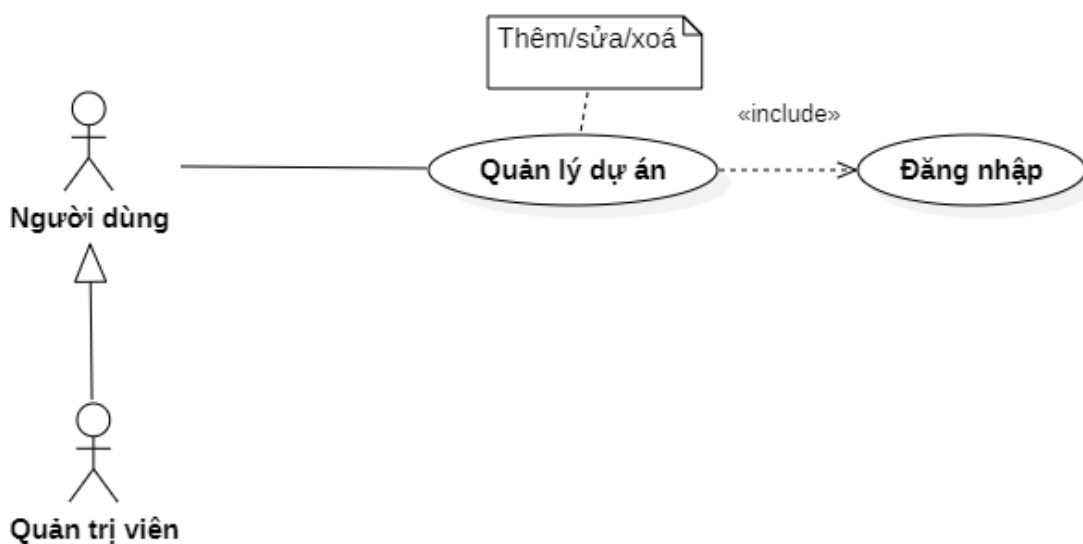 Thêm/sửa/xoá
«include»
Quản lý dự án
Đăng nhập
Người dùng
Quản trị viên